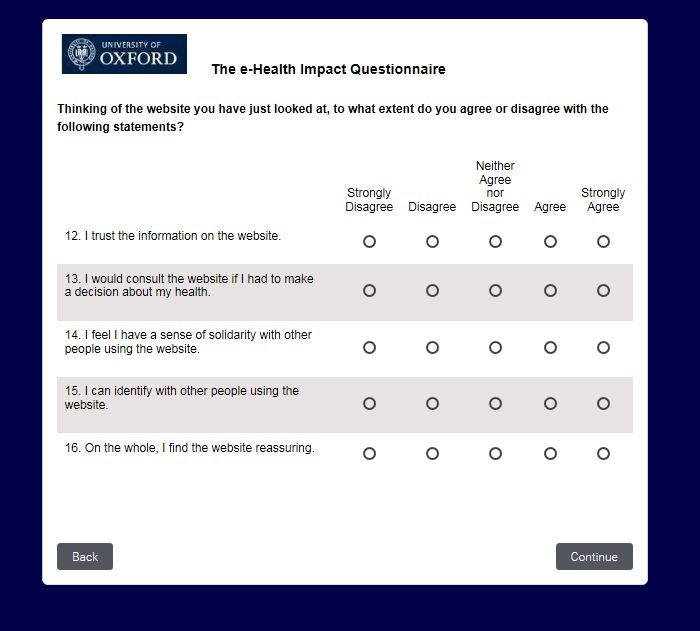 UNIVERSITY OF
OXFORD
The e-Health Impact Questionnaire
Thinking of the website you have just looked at, to what extent do you agree or disagree with the
following statements?
Strongly
Disagree
Disagree
Neither
Agree
nor
Disagree
Agree
Strongly
Agree
12. I trust the information on the website.
13. I would consult the website if I had to make
a decision about my health.
14. I feel I have a sense of solidarity with other
people using the website.
15. I can identify with other people using the
website.
16. On the whole, I find the website reassuring.
Back
Continue